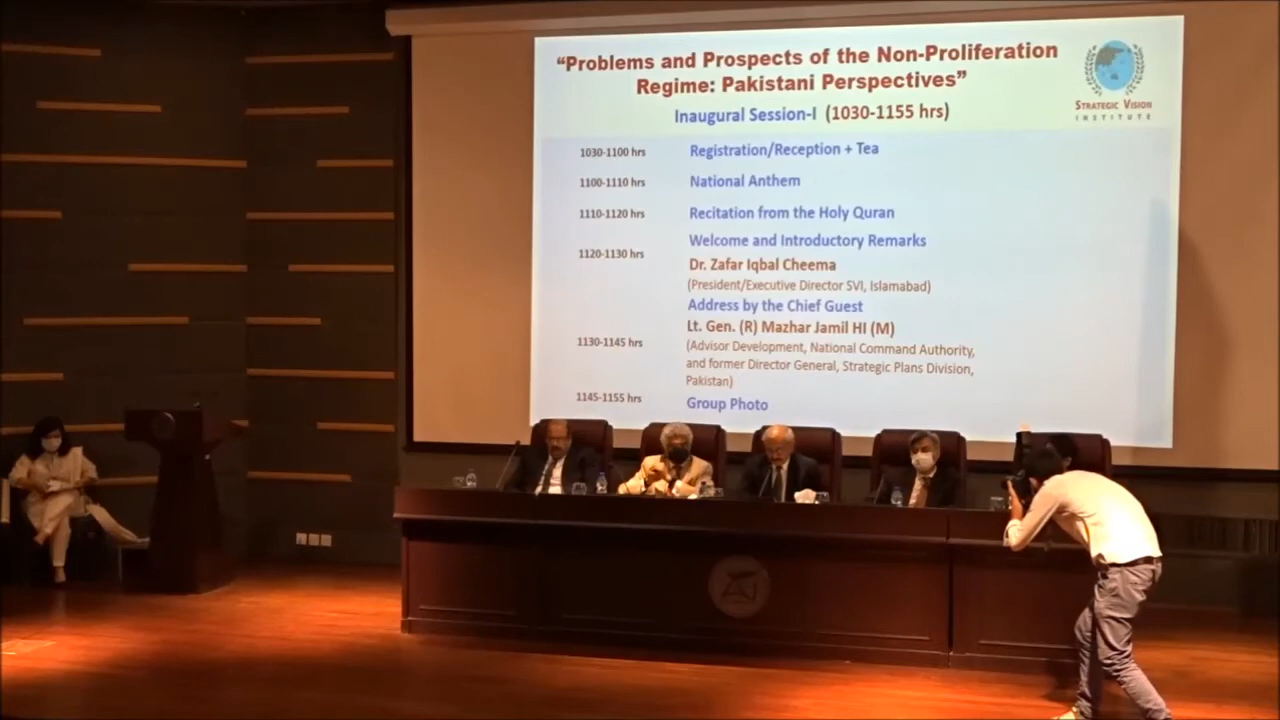 “Problems and Prospects of the Non-Proliferation
Regime: Pakistani Perspectives”
STRATEGIC VISION
INSTITUTE
Inaugural Session-I (1030-1155 hrs)
1030-1100 hrs Registration/Reception + Tea
1100-1110 hrs National Anthem
1110-1120 hrs Recitation from the Holy Quran
Welcome and Introductory Remarks
1120-1130 hrs
Dr. Zafar Iqbal Cheema
(President/Executive Director SVI, Islamabad)
Address by the Chief Guest
Lt. Gen. (R) Mazhar Jamil HI (M)
1130-1145 hrs (Advisor Development, National Command Authority,
and former Director General, Strategic Plans Division,
Pakistan)
1145-1155 hrs Group Photo